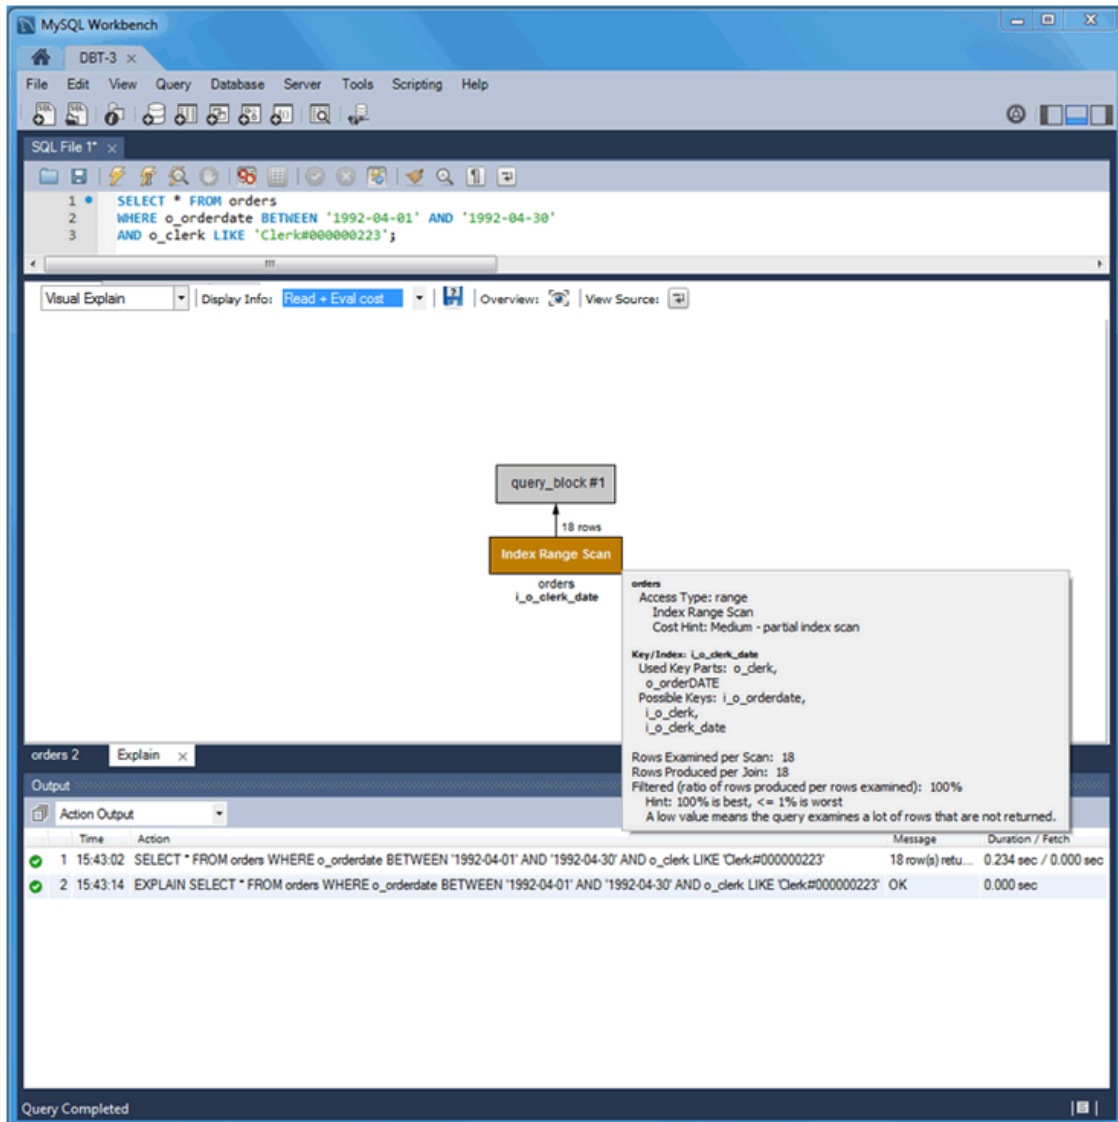 MySQL Workbench
DBT-3
File Edit View Query Database Server Tools Scripting Help
SQL File 1*
1 SELECT * FROM orders
2 WHERE o_orderdate BETWEEN '1992-04-01' AND '1992-04-30'
3 AND o_clerk LIKE 'Clerk#000000223';
Visual Explain Display Info: Read + Eval cost Overview: View Source:
query_block #1
18 rows
Index Range Scan
orders
i_o_clerk_date
orders
Access Type: range
Index Range Scan
Cost Hint: Medium - partial index scan
Key/Index: i_o_clerk_date
Used Key Parts: o_clerk,
o_orderDATE
Possible Keys: i_o_orderdate,
i_o_clerk,
i_o_clerk_date
Rows Examined per Scan: 18
Rows Produced per Join: 18
Filtered (ratio of rows produced per rows examined): 100%
Hint: 100% is best, <= 1% is worst
A low value means the query examines a lot of rows that are not returned.
orders 2 Explain
Output
Action Output
Time Action Message Duration / Fetch
1 15:43:02 SELECT * FROM orders WHERE o_orderdate BETWEEN '1992-04-01' AND '1992-04-30' AND o_clerk LIKE 'Clerk#000000223' 18 row(s) retu... 0.234 sec / 0.000 sec
2 15:43:14 EXPLAIN SELECT * FROM orders WHERE o_orderdate BETWEEN '1992-04-01' AND '1992-04-30' AND o_clerk LIKE 'Clerk#000000223' OK 0.000 sec
Query Completed